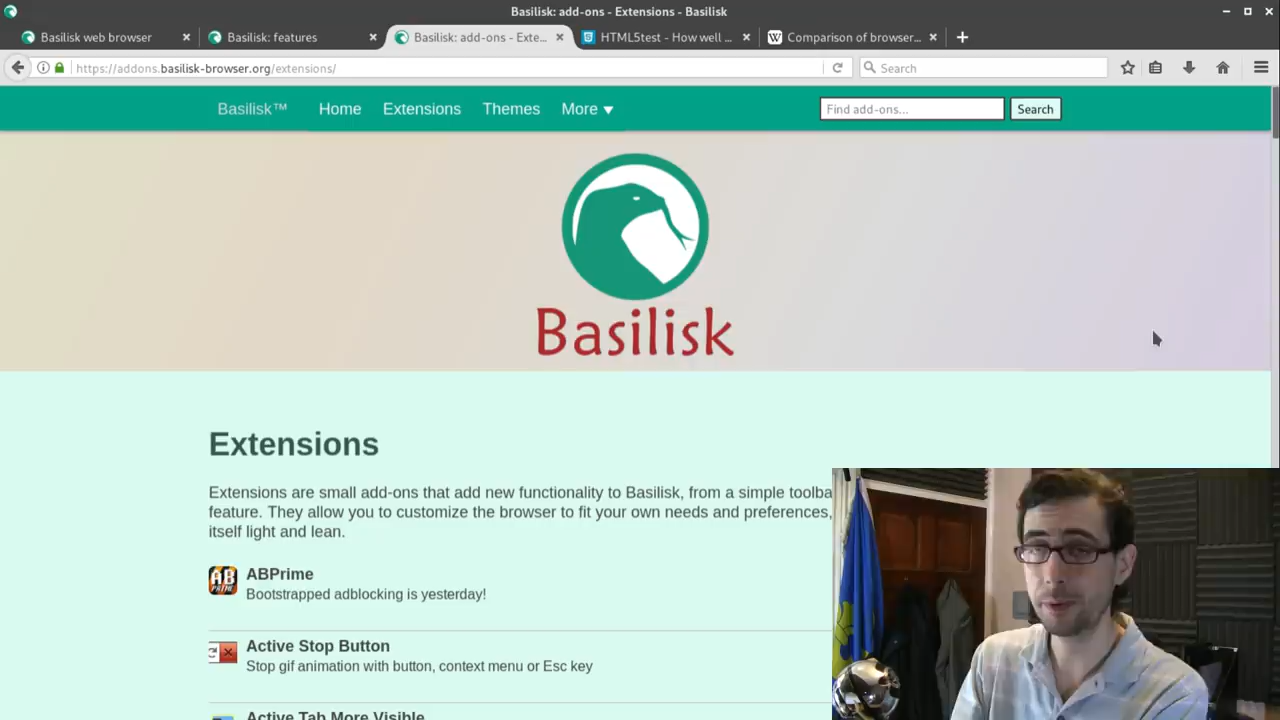 Basilisk: add-ons - Extensions - Basilisk
Basilisk web browser
Basilisk: features
Basilisk: add-ons - Exte...
HTML5test - How well ...
Comparison of browser...
https://addons.basilisk-browser.org/extensions/
Search
Basilisk™
Home
Extensions
Themes
More
Find add-ons...
Search
Basilisk
Extensions
Extensions are small add-ons that add new functionality to Basilisk, from a simple toolba
feature. They allow you to customize the browser to fit your own needs and preferences,
itself light and lean.
AB
PRIME
ABPrime
Bootstrapped adblocking is yesterday!
Active Stop Button
Stop gif animation with button, context menu or Esc key
Active Tab More Visible